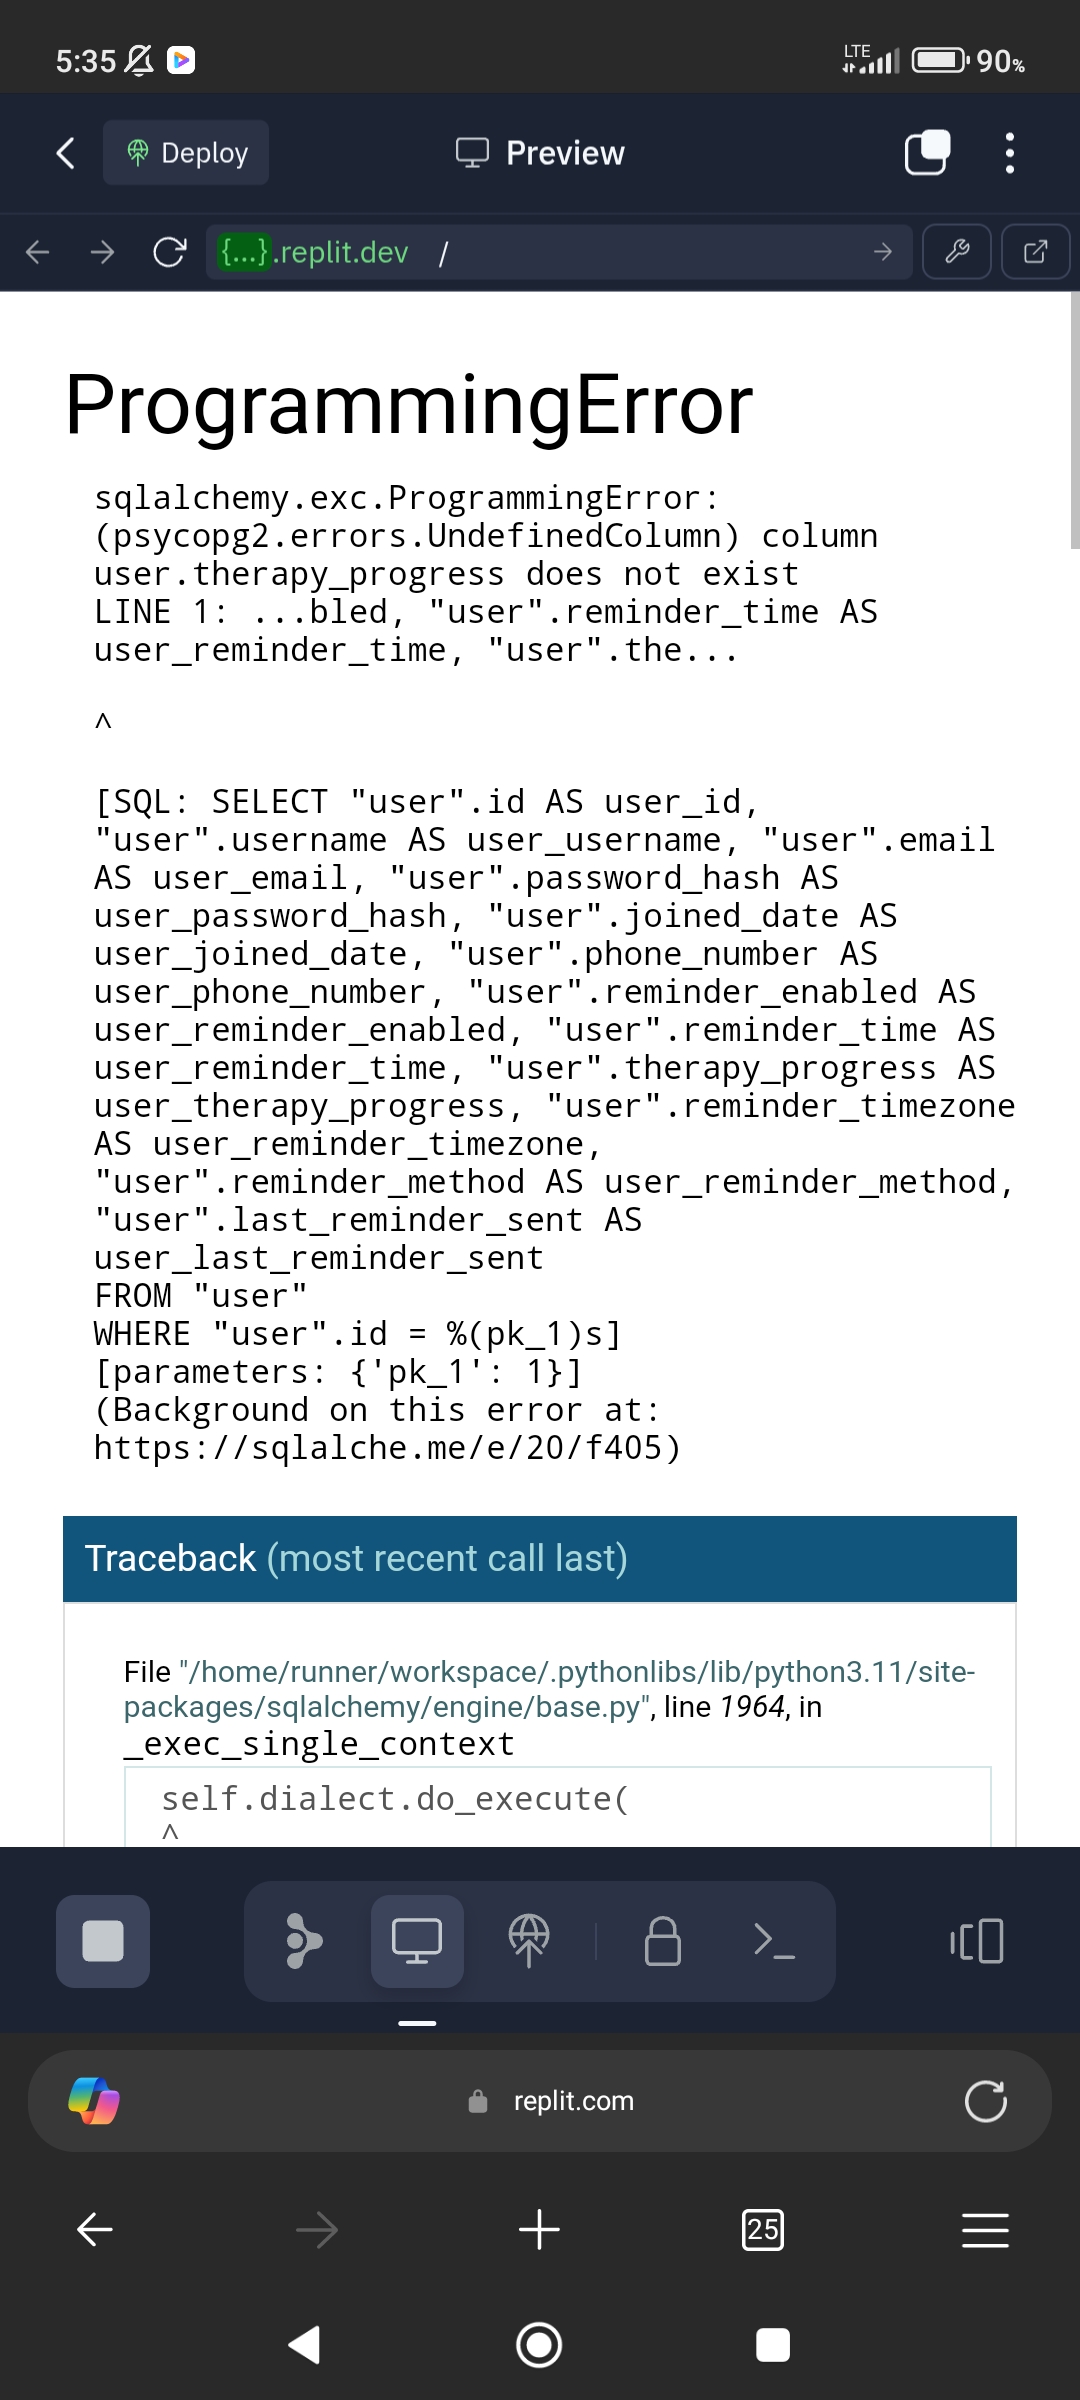 5:35
LTE
90%
Deploy
Preview
{...}.replit.dev /
ProgrammingError
sqlalchemy.exc.ProgrammingError:
(psycopg2.errors.UndefinedColumn) column
user.therapy_progress does not exist
LINE 1: ...bled, "user".reminder_time AS
user_reminder_time, "user".the...
^
[SQL: SELECT "user".id AS user_id,
"user".username AS user_username, "user".email
AS user_email, "user".password_hash AS
user_password_hash, "user".joined_date AS
user_joined_date, "user".phone_number AS
user_phone_number, "user".reminder_enabled AS
user_reminder_enabled, "user".reminder_time AS
user_reminder_time, "user".therapy_progress AS
user_therapy_progress, "user".reminder_timezone
AS user_reminder_timezone,
"user".reminder_method AS user_reminder_method,
"user".last_reminder_sent AS
user_last_reminder_sent
FROM "user"
WHERE "user".id = %(pk_1)s]
[parameters: {'pk_1': 1}]
(Background on this error at:
https://sqlalche.me/e/20/f405)
Traceback (most recent call last)
File "/home/runner/workspace/.pythonlibs/lib/python3.11/site-
packages/sqlalchemy/engine/base.py", line 1964, in
_exec_single_context
self.dialect.do_execute(
^
replit.com
25